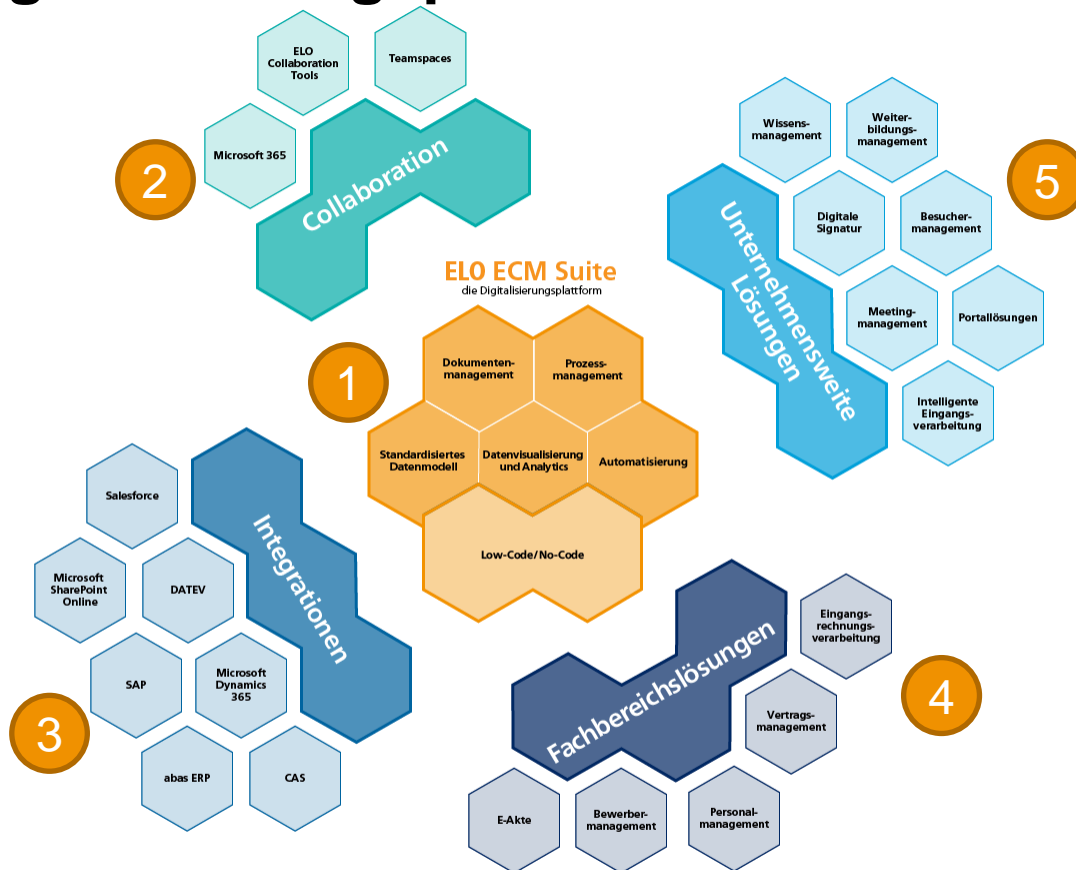 ELO
Collaboration
Tools
Teamspaces
Microsoft 365
2
Collaboration
ELO ECM Suite
die Digitalisierungsplattform
1
Dokumenten-
management
Prozess-
management
Standardisiertes
Datenmodell
Datenvisualisierung
und Analytics
Automatisierung
Low-Code/No-Code
Wissens-
management
Weiter-
bildungs-
management
5
Digitale
Signatur
Besucher-
management
Unternehmensweite
Lösungen
Meeting-
management
Portallösungen
Intelligente
Eingangs-
verarbeitung
Salesforce
Microsoft
SharePoint
Online
DATEV
Integrationen
SAP
Microsoft
Dynamics
365
3
abas ERP
CAS
Fachbereichslösungen
Eingangs-
rechnungs-
verarbeitung
4
Vertrags-
management
E-Akte
Bewerber-
management
Personal-
management